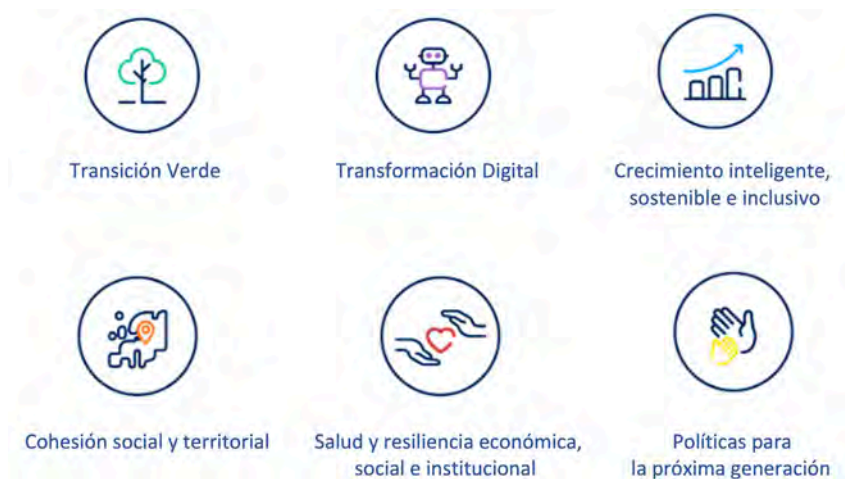 Transición Verde
Transformación Digital
Crecimiento inteligente,
sostenible e inclusivo
Cohesión social y territorial
Salud y resiliencia económica,
social e institucional
Políticas para
la próxima generación